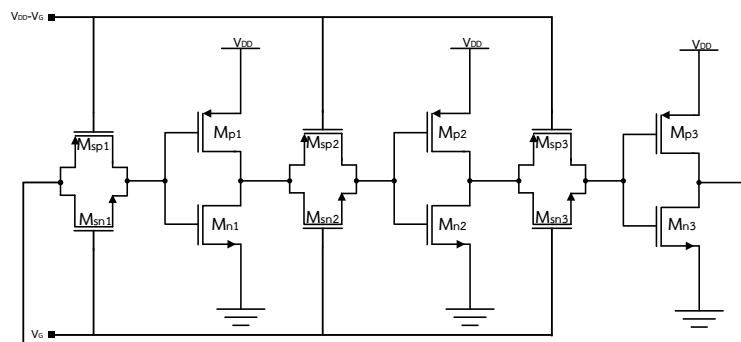 VDD-VG
VDD
VDD
VDD
Msp1
Mp1
Msp2
Mp2
Msp3
Mp3
Msn1
Mn1
Msn2
Mn2
Msn3
Mn3
VG